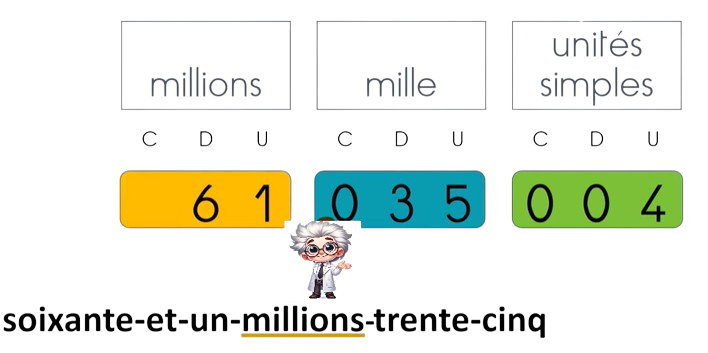 millions mille unités simples
C D U C D U C D U
6 1 0 3 5 0 0 4
soixante-et-un-millions-trente-cinq